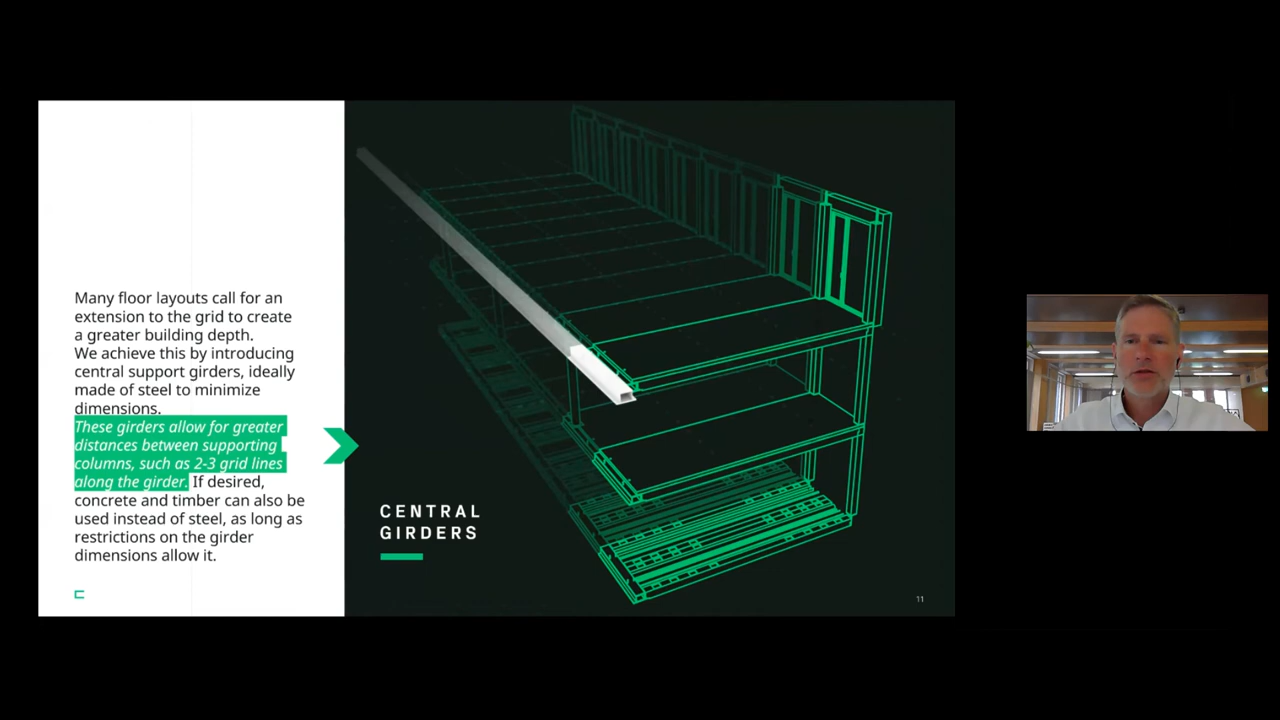 Many floor layouts call for an
extension to the grid to create
a greater building depth.
We achieve this by introducing
central support girders, ideally
made of steel to minimize
dimensions.
These girders allow for greater
distances between supporting
columns, such as 2-3 grid lines
along the girder. If desired,
concrete and timber can also be
used instead of steel, as long as
restrictions on the girder
dimensions allow it.
CENTRAL
GIRDERS
11